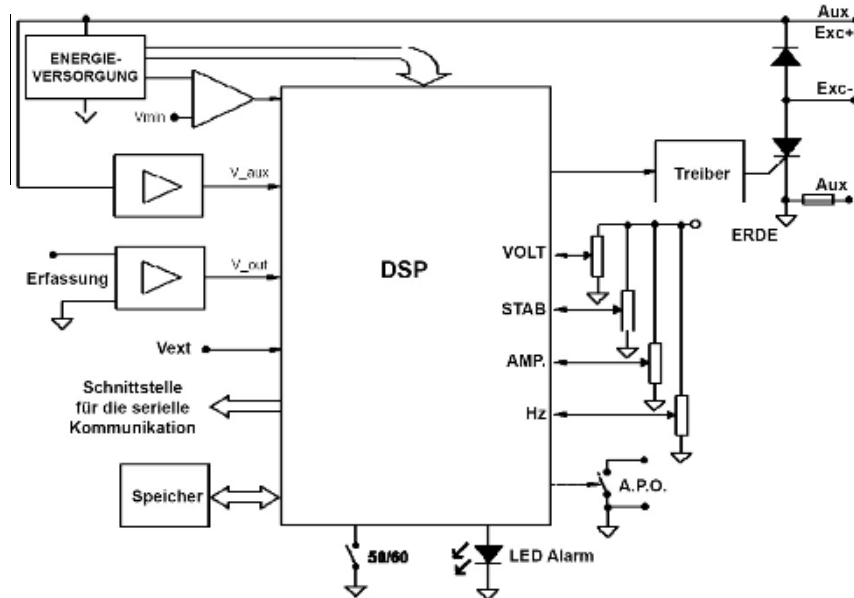 Aux
Exc+
ENERGIE-
VERSORGUNG
Exc-
Vmin
Treiber
V_aux
Aux
ERDE
VOLT
DSP
V_out
Erfassung
STAB
Vext
AMP.
Schnittstelle
für die serielle
Kommunikation
Hz
A.P.O.
Speicher
50/60
LED Alarm